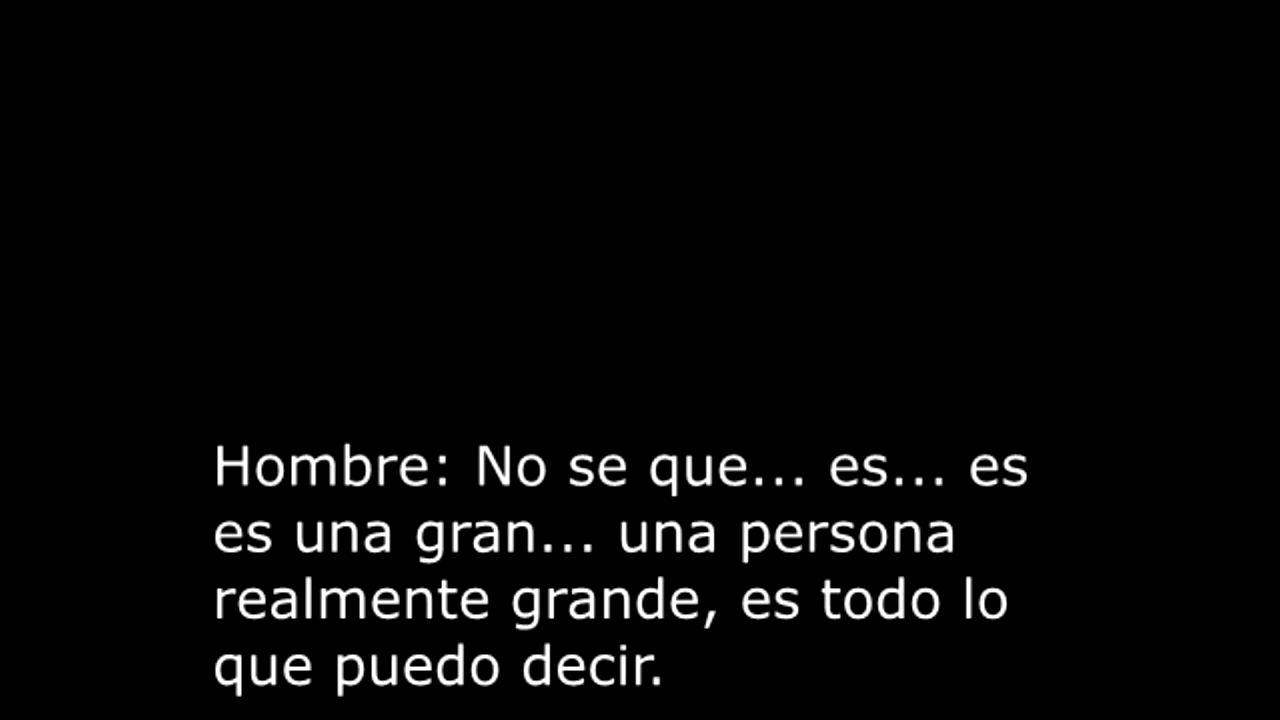 Hombre: No se que... es... es
es una gran... una persona
realmente grande, es todo lo
que puedo decir.